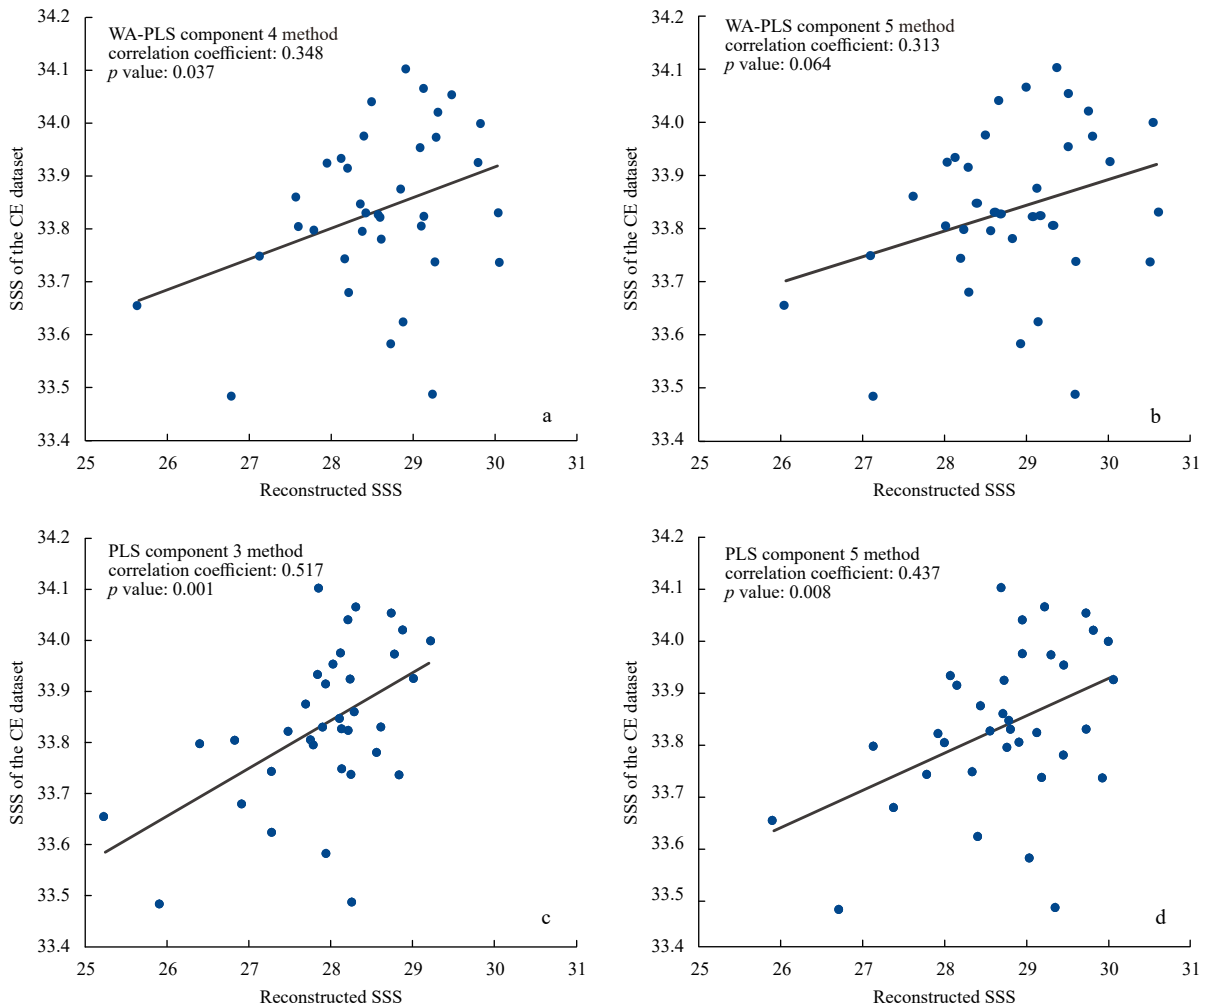 34.2
34.1
34.0
33.9
33.8
33.7
33.6
33.5
33.4
SSS of the CE dataset
WA-PLS component 4 method
correlation coefficient: 0.348
p value: 0.037
a
25 26 27 28 29 30 31
Reconstructed SSS
34.2
34.1
34.0
33.9
33.8
33.7
33.6
33.5
33.4
SSS of the CE dataset
WA-PLS component 5 method
correlation coefficient: 0.313
p value: 0.064
b
25 26 27 28 29 30 31
Reconstructed SSS
34.2
34.1
34.0
33.9
33.8
33.7
33.6
33.5
33.4
SSS of the CE dataset
PLS component 3 method
correlation coefficient: 0.517
p value: 0.001
c
25 26 27 28 29 30 31
Reconstructed SSS
34.2
34.1
34.0
33.9
33.8
33.7
33.6
33.5
33.4
SSS of the CE dataset
PLS component 5 method
correlation coefficient: 0.437
p value: 0.008
d
25 26 27 28 29 30 31
Reconstructed SSS